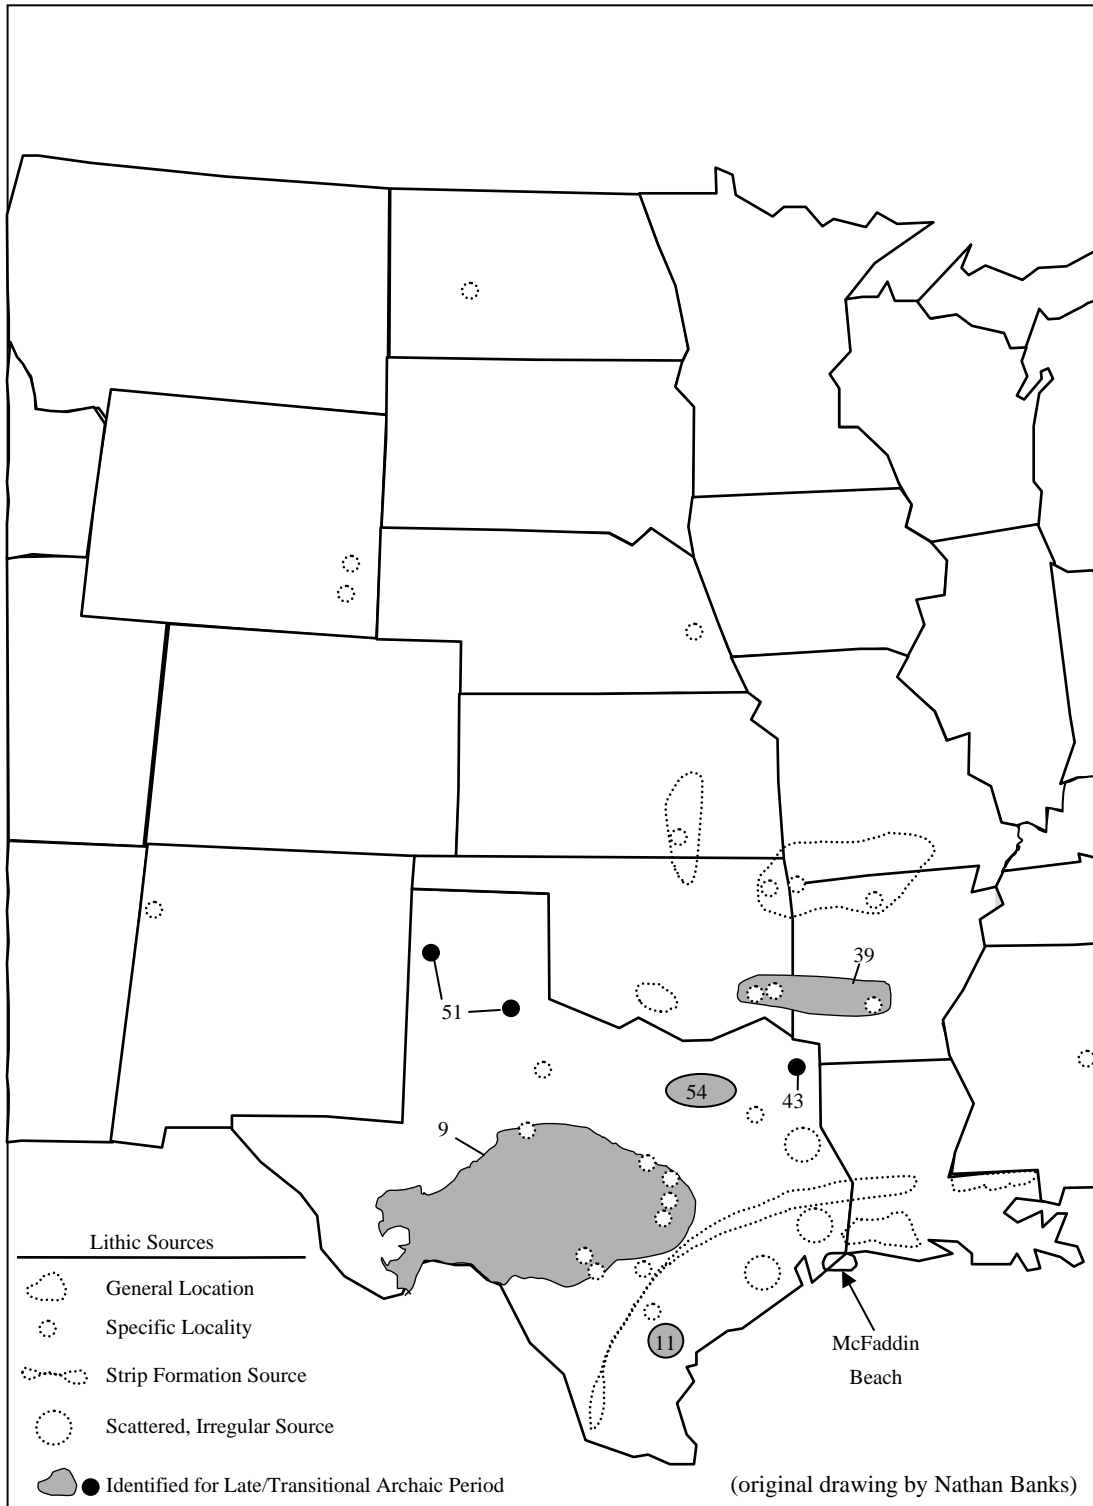 39
51
54
43
9
11
McFaddin
Beach
Lithic Sources
General Location
Specific Locality
Strip Formation Source
Scattered, Irregular Source
Identified for Late/Transitional Archaic Period
(original drawing by Nathan Banks)